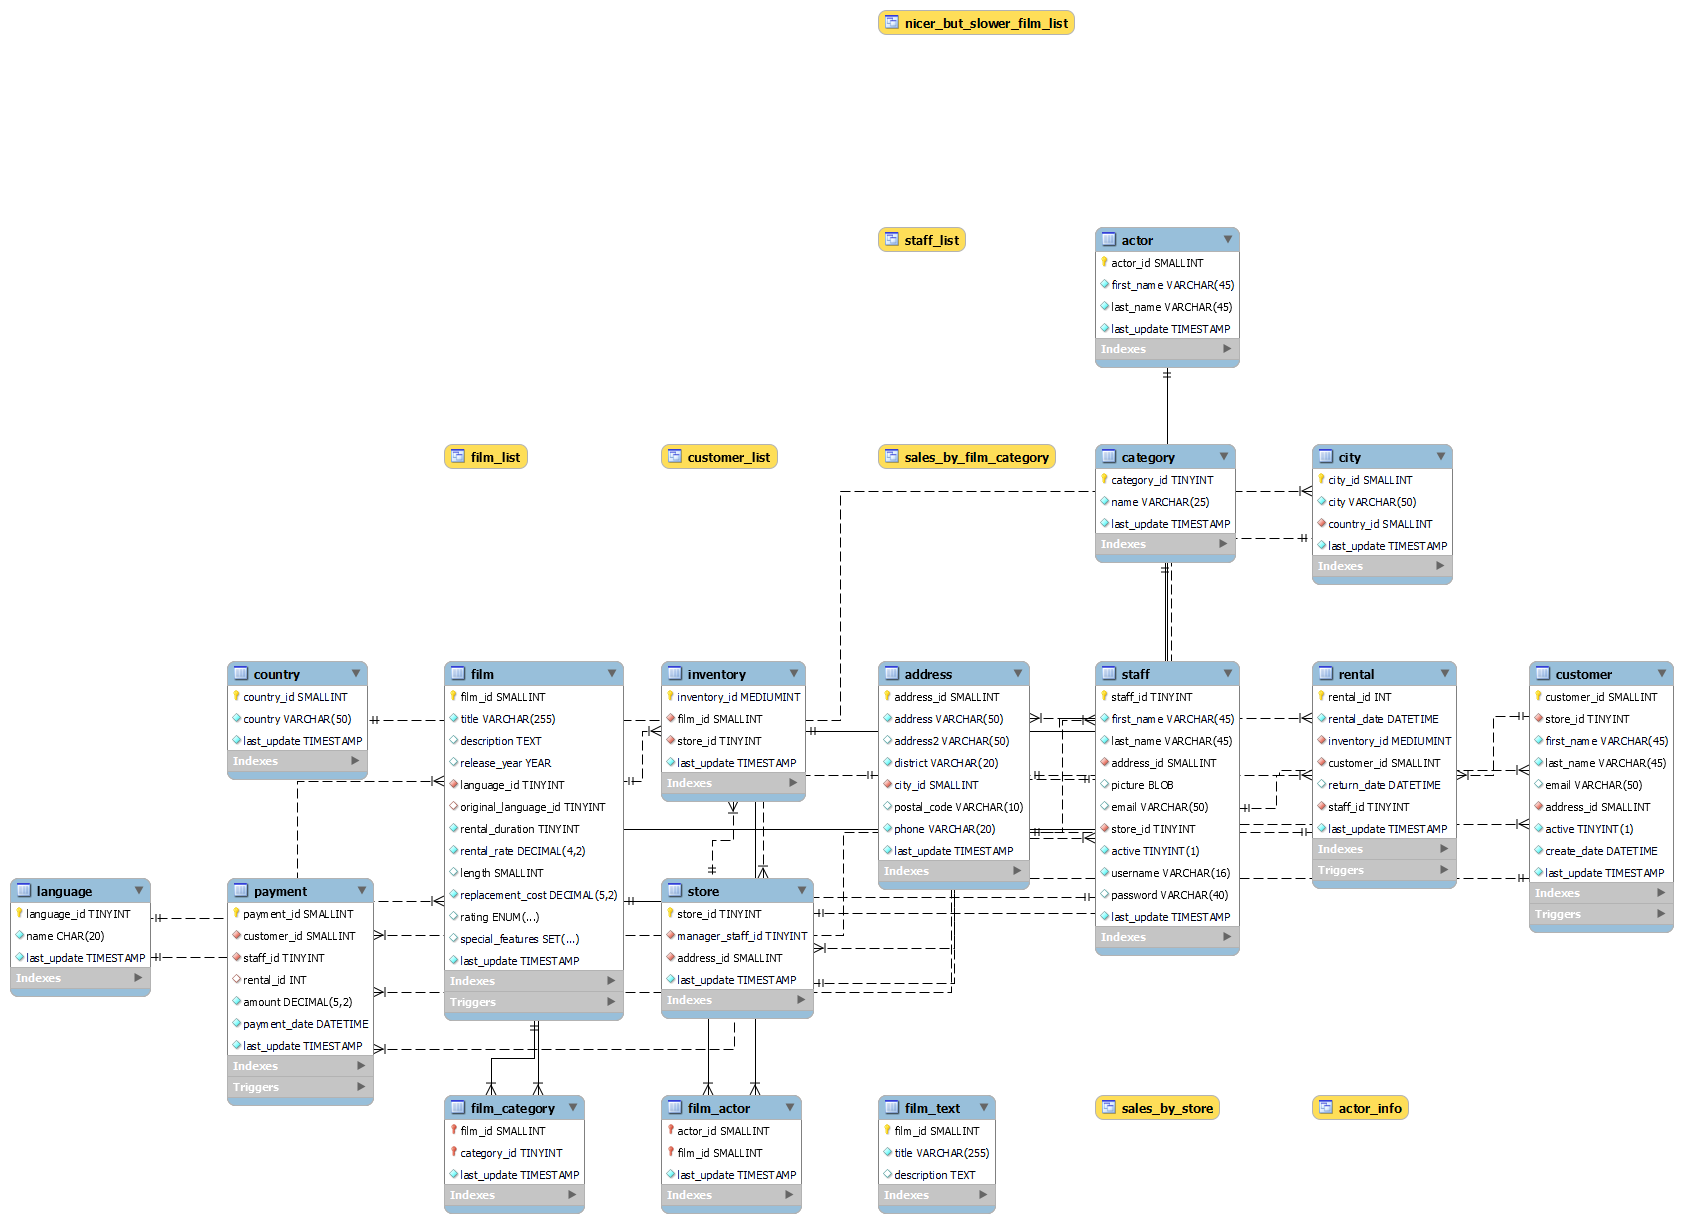 nicer_but_slower_film_list
staff_list
actor
actor_id SMALLINT
first_name VARCHAR(45)
last_name VARCHAR(45)
last_update TIMESTAMP
Indexes
film_list
customer_list
sales_by_film_category
category
category_id TINYINT
name VARCHAR(25)
last_update TIMESTAMP
Indexes
city
city_id SMALLINT
city VARCHAR(50)
country_id SMALLINT
last_update TIMESTAMP
Indexes
country
country_id SMALLINT
country VARCHAR(50)
last_update TIMESTAMP
Indexes
film
film_id SMALLINT
title VARCHAR(255)
description TEXT
release_year YEAR
language_id TINYINT
original_language_id TINYINT
rental_duration TINYINT
rental_rate DECIMAL(4,2)
length SMALLINT
replacement_cost DECIMAL(5,2)
rating ENUM(...)
special_features SET(...)
last_update TIMESTAMP
Indexes
Triggers
inventory
inventory_id MEDIUMINT
film_id SMALLINT
store_id TINYINT
last_update TIMESTAMP
Indexes
address
address_id SMALLINT
address VARCHAR(50)
address2 VARCHAR(50)
district VARCHAR(20)
city_id SMALLINT
postal_code VARCHAR(10)
phone VARCHAR(20)
last_update TIMESTAMP
Indexes
staff
staff_id TINYINT
first_name VARCHAR(45)
last_name VARCHAR(45)
address_id SMALLINT
picture BLOB
email VARCHAR(50)
store_id TINYINT
active TINYINT(1)
username VARCHAR(16)
password VARCHAR(40)
last_update TIMESTAMP
Indexes
rental
rental_id INT
rental_date DATETIME
inventory_id MEDIUMINT
customer_id SMALLINT
return_date DATETIME
staff_id TINYINT
last_update TIMESTAMP
Indexes
Triggers
customer
customer_id SMALLINT
store_id TINYINT
first_name VARCHAR(45)
last_name VARCHAR(45)
email VARCHAR(50)
address_id SMALLINT
active TINYINT(1)
create_date DATETIME
last_update TIMESTAMP
Indexes
Triggers
language
language_id TINYINT
name CHAR(20)
last_update TIMESTAMP
Indexes
payment
payment_id SMALLINT
customer_id SMALLINT
staff_id TINYINT
rental_id INT
amount DECIMAL(5,2)
payment_date DATETIME
last_update TIMESTAMP
Indexes
Triggers
store
store_id TINYINT
manager_staff_id TINYINT
address_id SMALLINT
last_update TIMESTAMP
Indexes
film_category
film_id SMALLINT
category_id TINYINT
last_update TIMESTAMP
Indexes
film_actor
actor_id SMALLINT
film_id SMALLINT
last_update TIMESTAMP
Indexes
film_text
film_id SMALLINT
title VARCHAR(255)
description TEXT
Indexes
sales_by_store
actor_info